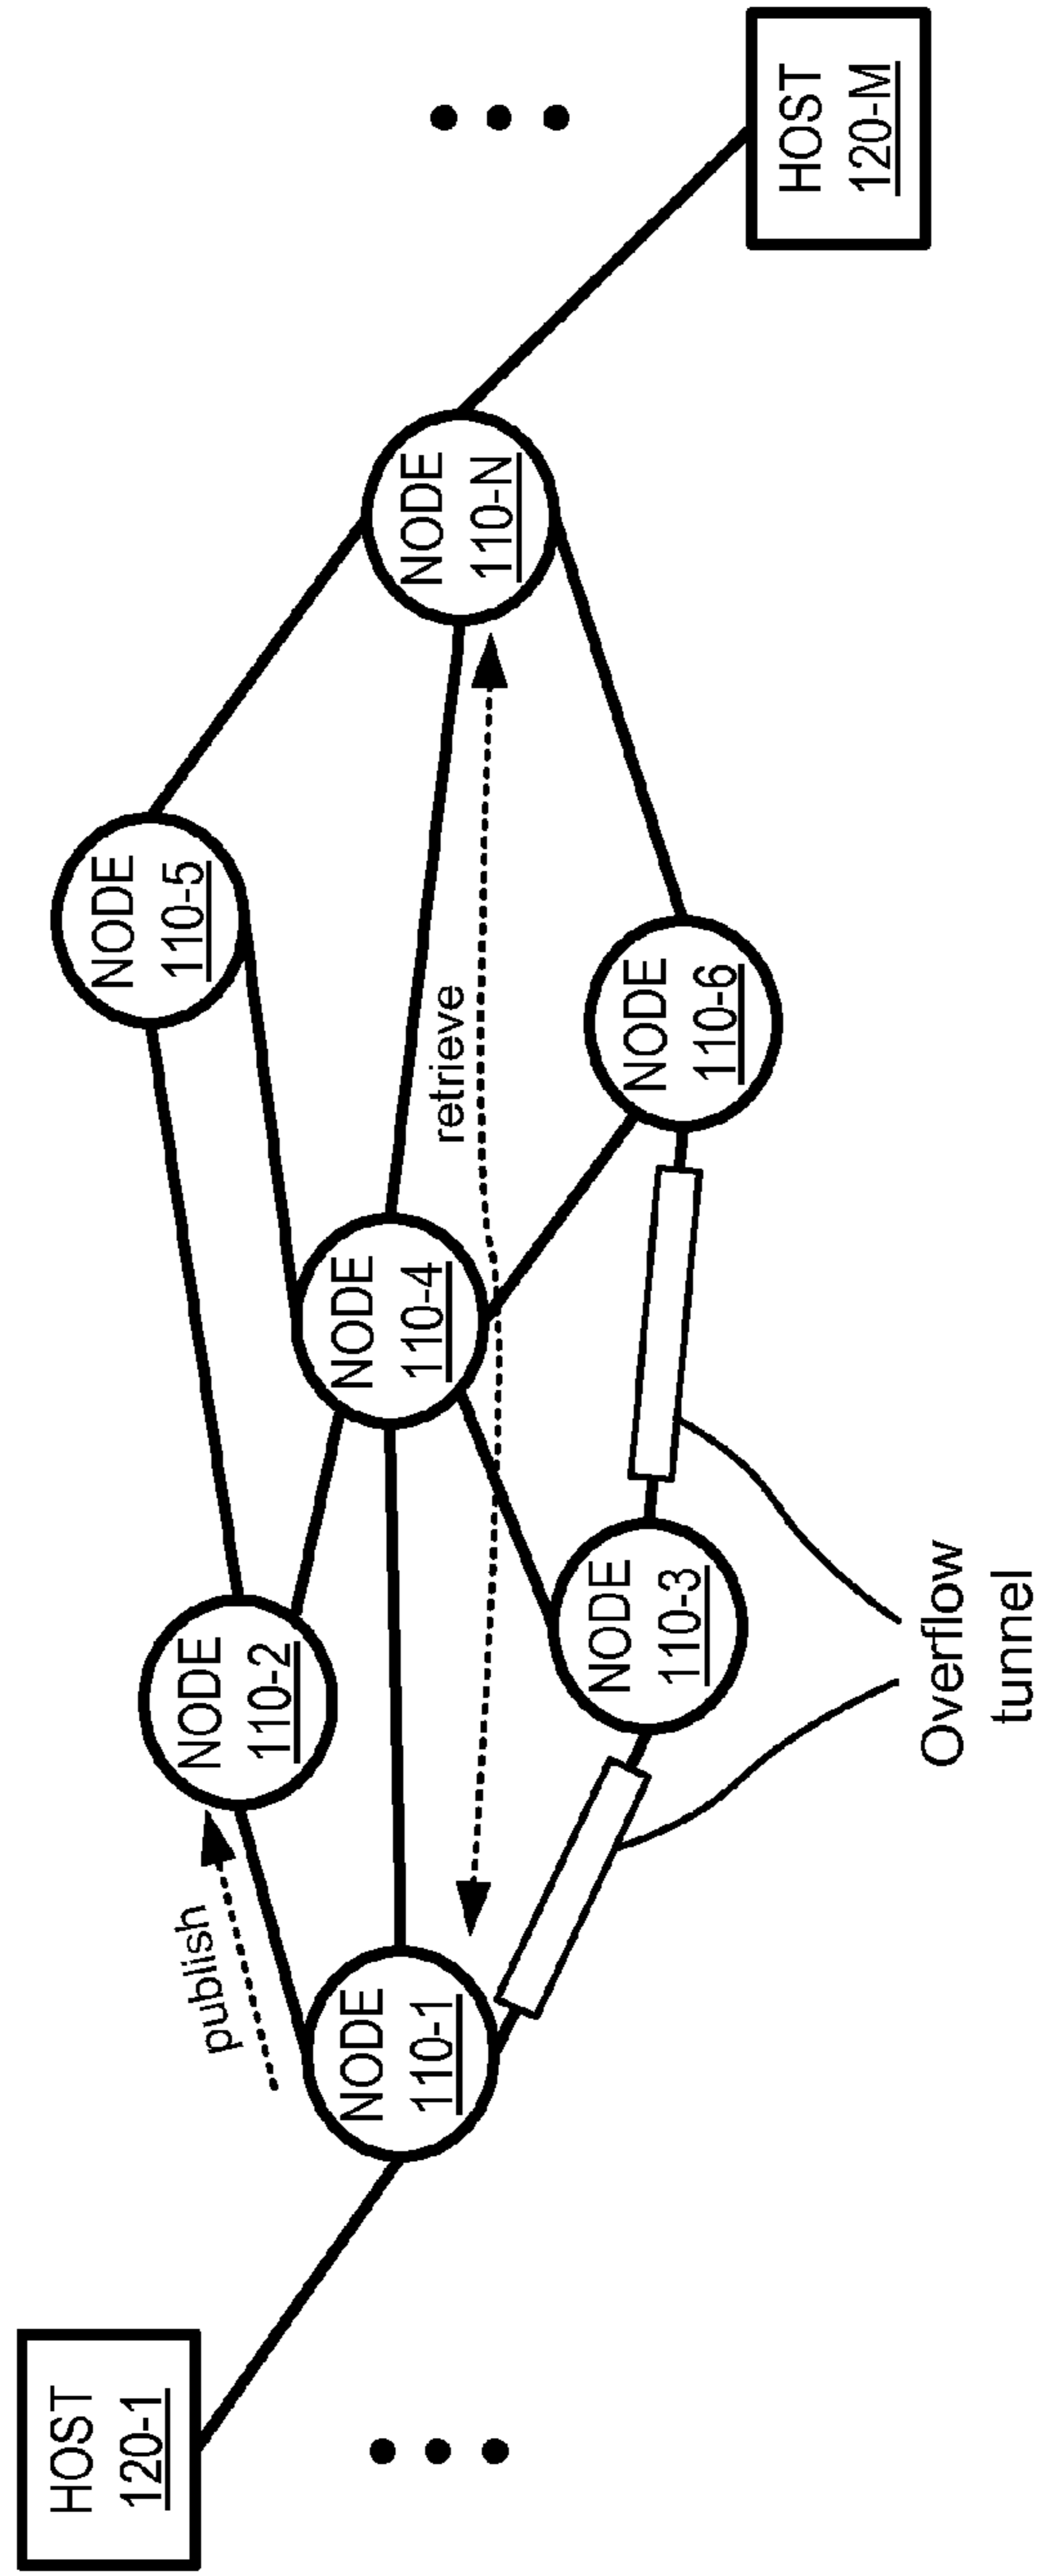 HOST
120-1
publish
NODE
110-1
NODE
110-2
NODE
110-3
Overflow
tunnel
NODE
110-4
retrieve
NODE
110-5
NODE
110-6
NODE
110-N
HOST
120-M